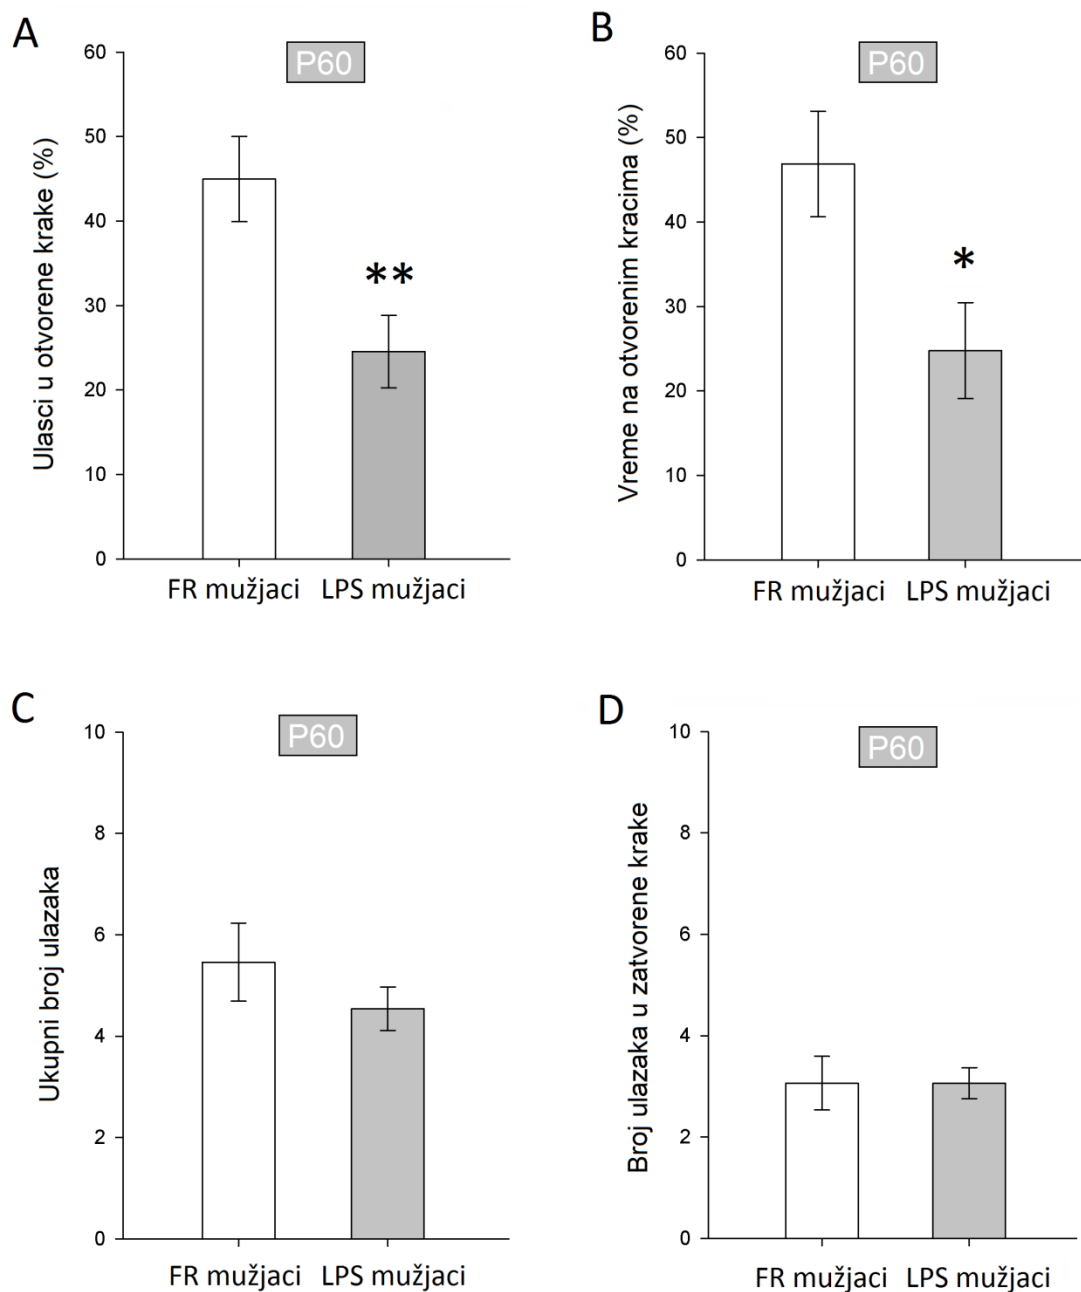 A
P60
Ulasci u otvorene krake (%)
60
50
40
30
20
10
0
**
FR mužjaci
LPS mužjaci
B
P60
Vreme na otvorenim kracima (%)
60
50
40
30
20
10
0
*
FR mužjaci
LPS mužjaci
C
P60
Ukupni broj ulazaka
10
8
6
4
2
0
FR mužjaci
LPS mužjaci
D
P60
Broj ulazaka u zatvorene krake
10
8
6
4
2
0
FR mužjaci
LPS mužjaci